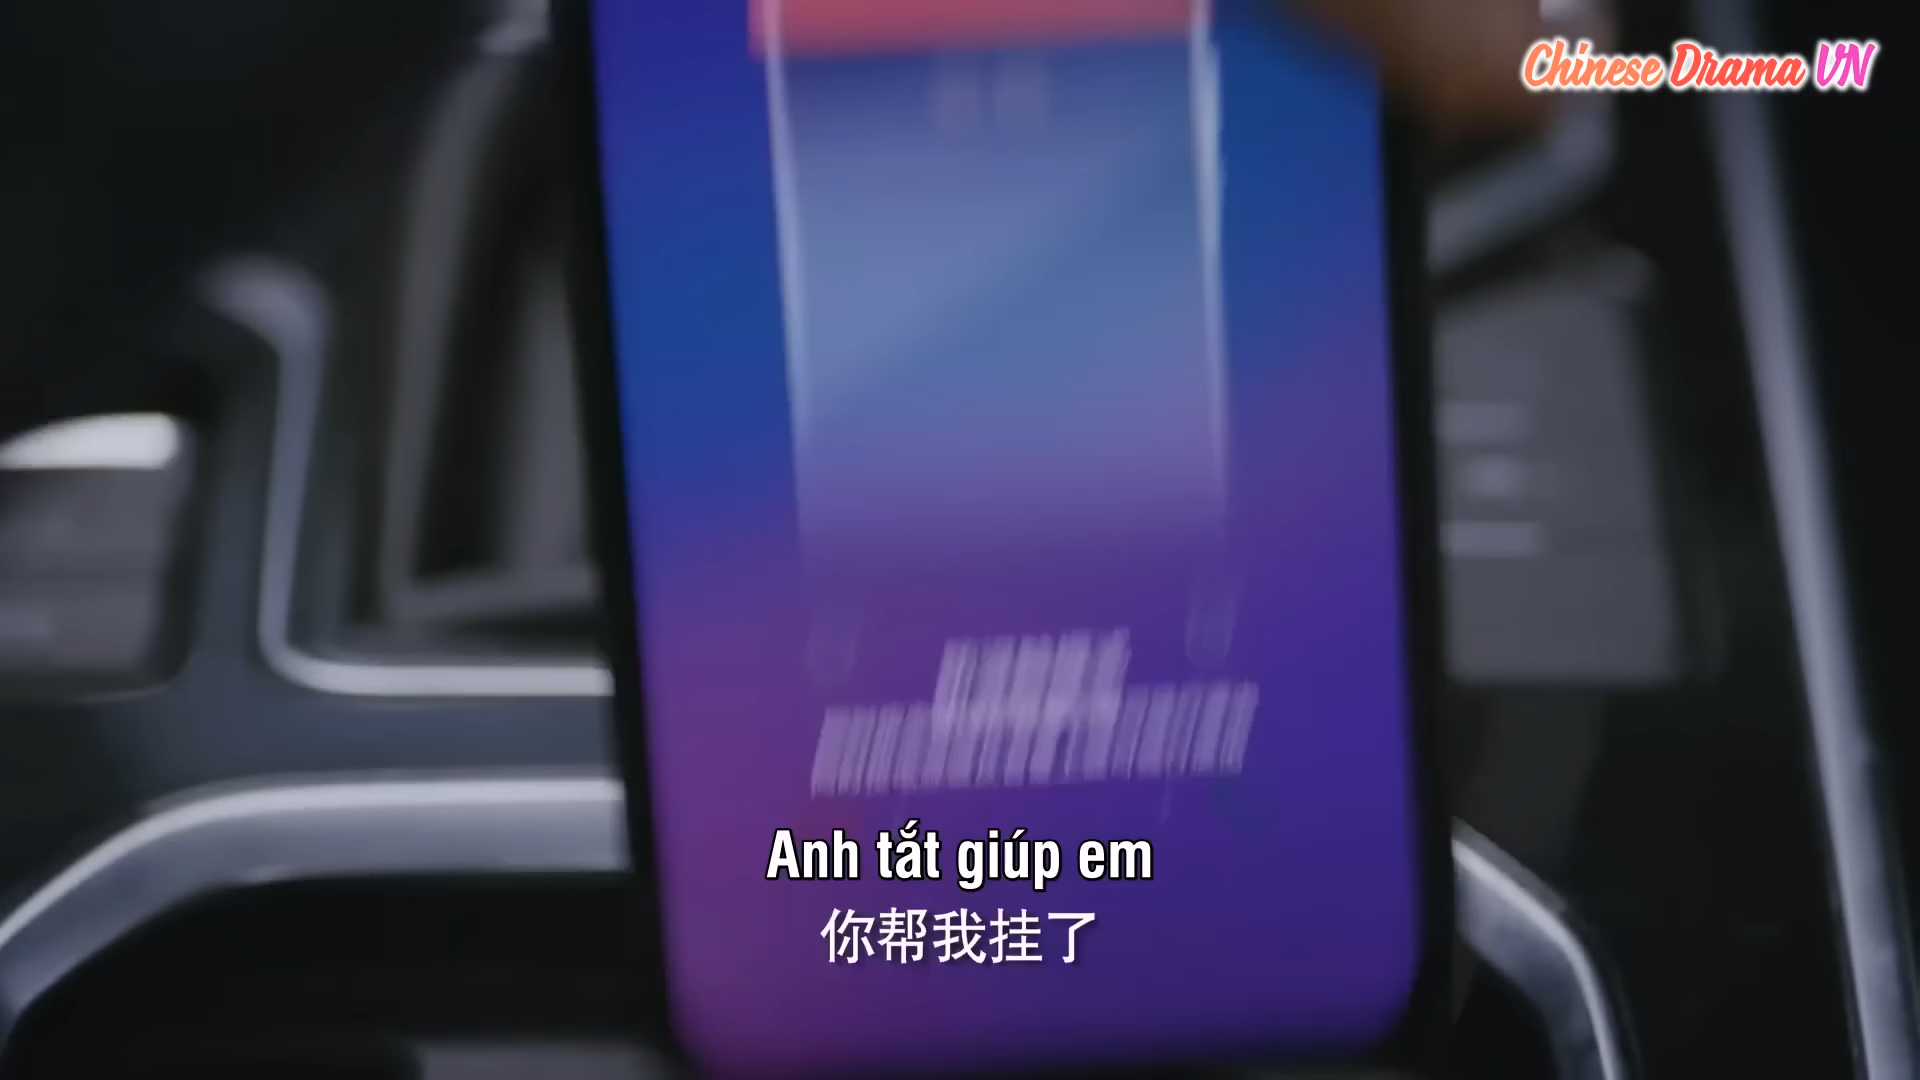 Chinese Drama VN
Anh tắt giúp em
你帮我挂了